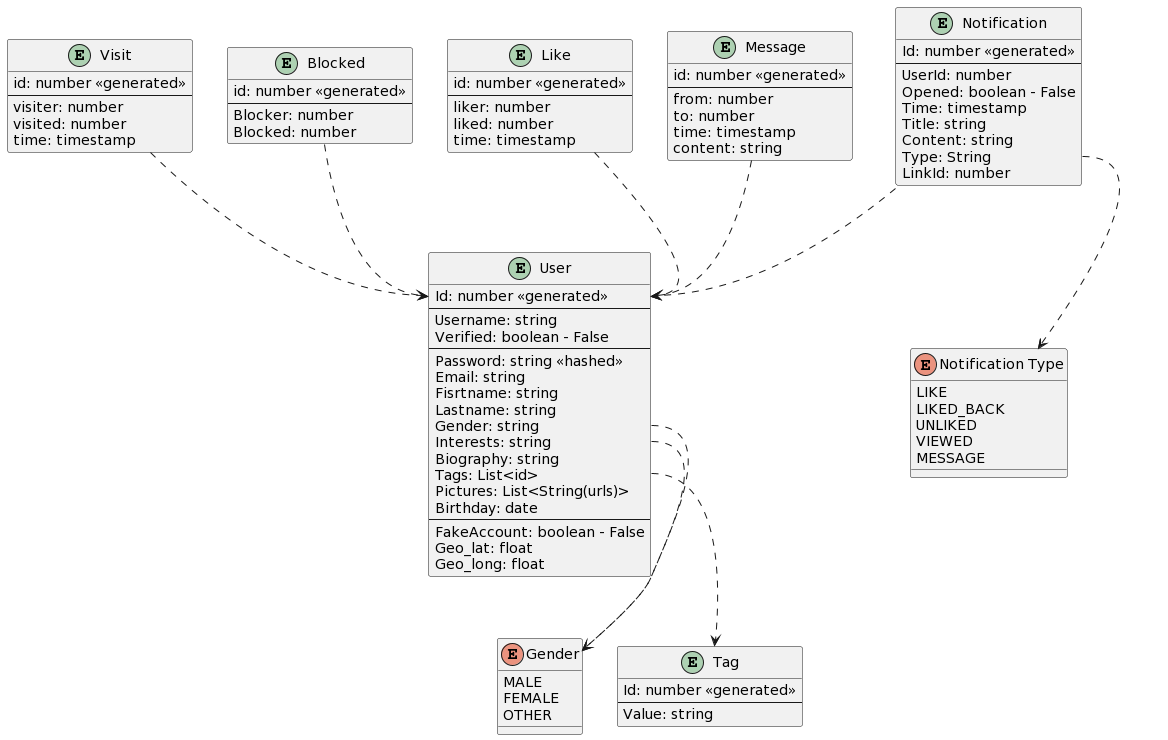 E Visit
id: number «generated»
visiter: number
visited: number
time: timestamp
E Blocked
id: number «generated»
Blocker: number
Blocked: number
E Like
id: number «generated»
liker: number
liked: number
time: timestamp
E Message
id: number «generated»
from: number
to: number
time: timestamp
content: string
E Notification
Id: number «generated»
UserId: number
Opened: boolean - False
Time: timestamp
Title: string
Content: string
Type: String
LinkId: number
E User
Id: number «generated»
Username: string
Verified: boolean - False
Password: string «hashed»
Email: string
Fisrtname: string
Lastname: string
Gender: string
Interests: string
Biography: string
Tags: List<id>
Pictures: List<String(urls)>
Birthday: date
FakeAccount: boolean - False
Geo_lat: float
Geo_long: float
E Notification Type
LIKE
LIKED_BACK
UNLIKED
VIEWED
MESSAGE
E Gender
MALE
FEMALE
OTHER
E Tag
Id: number «generated»
Value: string